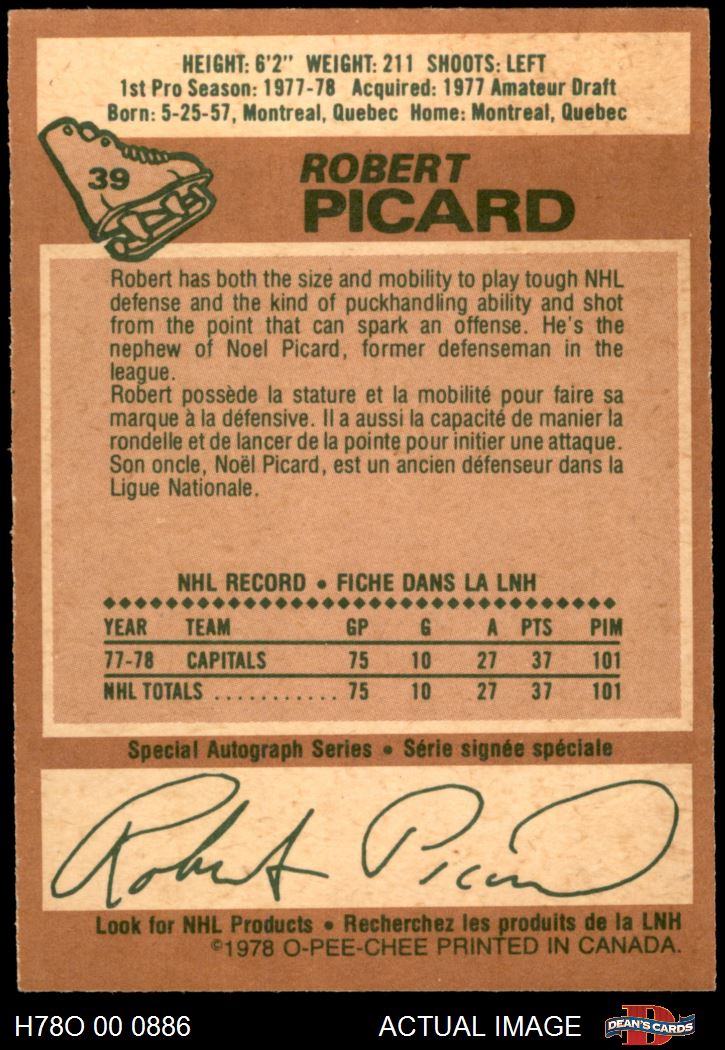 HEIGHT: 6'2" WEIGHT: 211 SHOOTS: LEFT
1st Pro Season: 1977-78 Acquired: 1977 Amateur Draft
Born: 5-25-57, Montreal, Quebec Home: Montreal, Quebec
39
ROBERT
PICARD
Robert has both the size and mobility to play tough NHL
defense and the kind of puckhandling ability and shot
from the point that can spark an offense. He's the
nephew of Noel Picard, former defenseman in the
league.
Robert possède la stature et la mobilité pour faire sa
marque à la défensive. Il a aussi la capacité de manier la
rondelle et de lancer de la pointe pour initier une attaque.
Son oncle, Noël Picard, est un ancien défenseur dans la
Ligue Nationale.
NHL RECORD • FICHE DANS LA LNH
YEAR TEAM GP G A PTS PIM
77-78 CAPITALS 75 10 27 37 101
NHL TOTALS ............ 75 10 27 37 101
Special Autograph Series • Série signée spéciale
Robert Picard
Look for NHL Products • Recherchez les produits de la LNH
©1978 O-PEE-CHEE PRINTED IN CANADA.
H78O 00 0886 ACTUAL IMAGE D DEAN'S CARDS